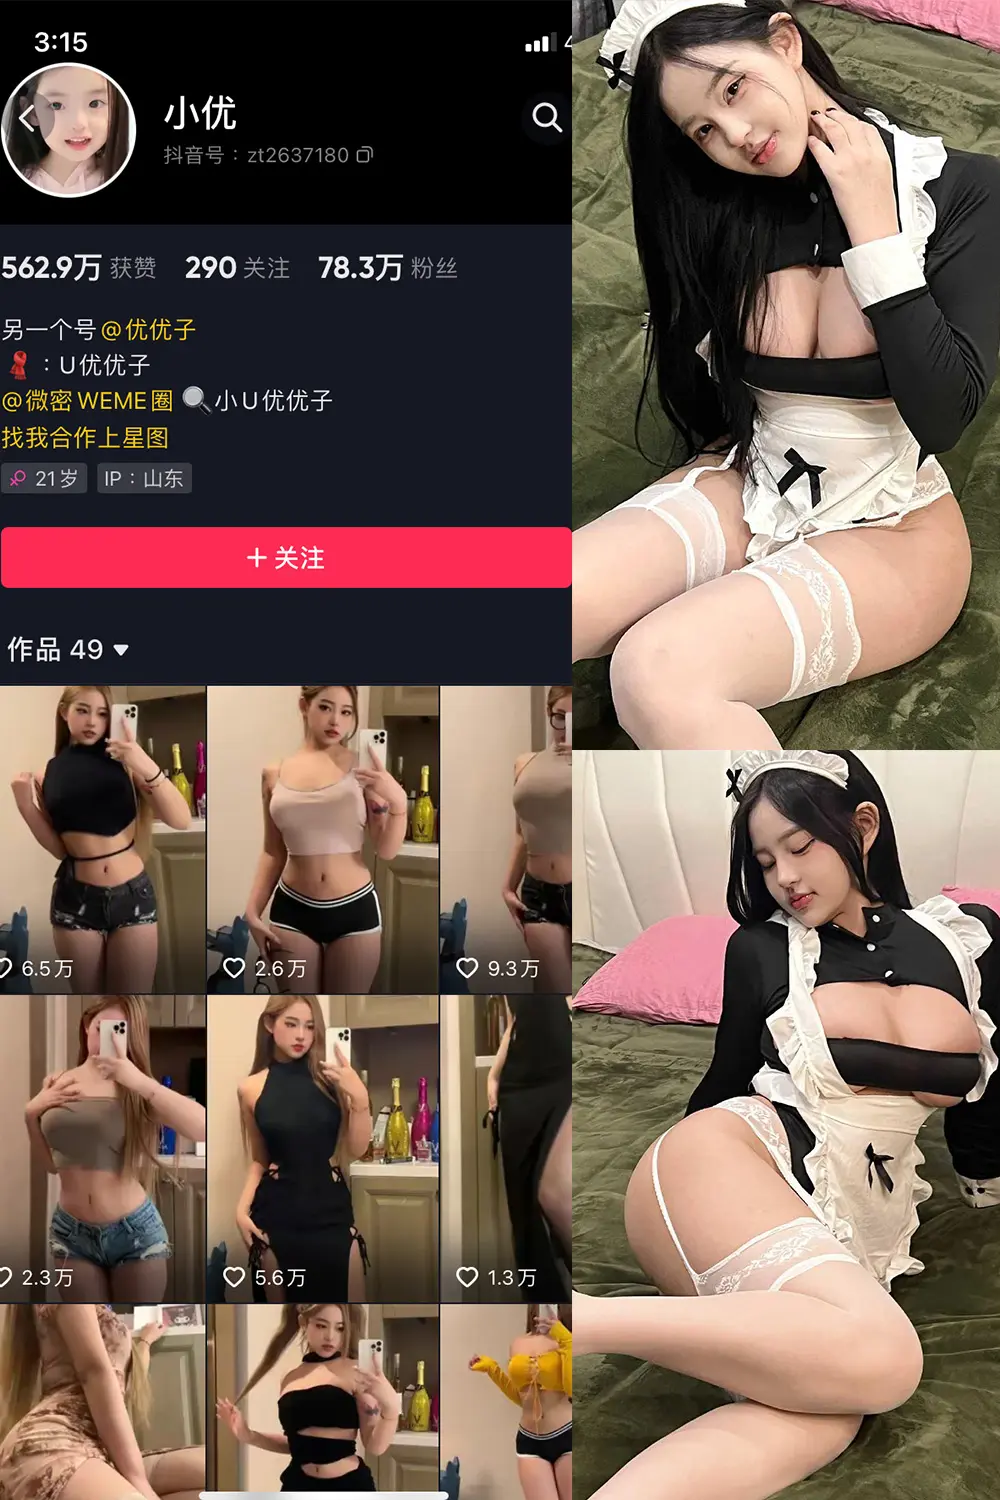 3:15
小优
抖音号：zt2637180
562.9万 获赞 290 关注 78.3万 粉丝
另一个号@优优子
：U优优子
@微密WEME圈 🔍小U优优子
找我合作上星图
21岁 IP：山东
+ 关注
作品 49
6.5万 2.6万 9.3万
2.3万 5.6万 1.3万